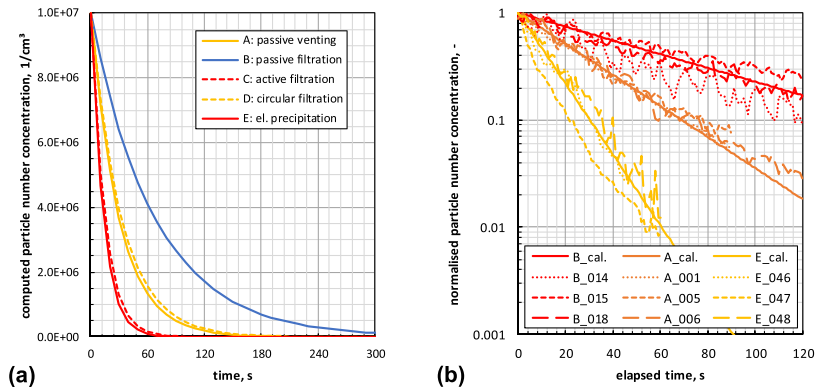 1.0E+07
8.0E+06
6.0E+06
4.0E+06
2.0E+06
0.0E+00
computed particle number concentration, 1/cm³
A: passive venting
B: passive filtration
C: active filtration
D: circular filtration
E: el. precipitation
0 60 120 180 240 300
time, s
(a)
1
0.1
0.01
0.001
normalised particle number concentration, -
B_cal. A_cal. E_cal.
B_014 A_001 E_046
B_015 A_005 E_047
B_018 A_006 E_048
0 20 40 60 80 100 120
elapsed time, s
(b)